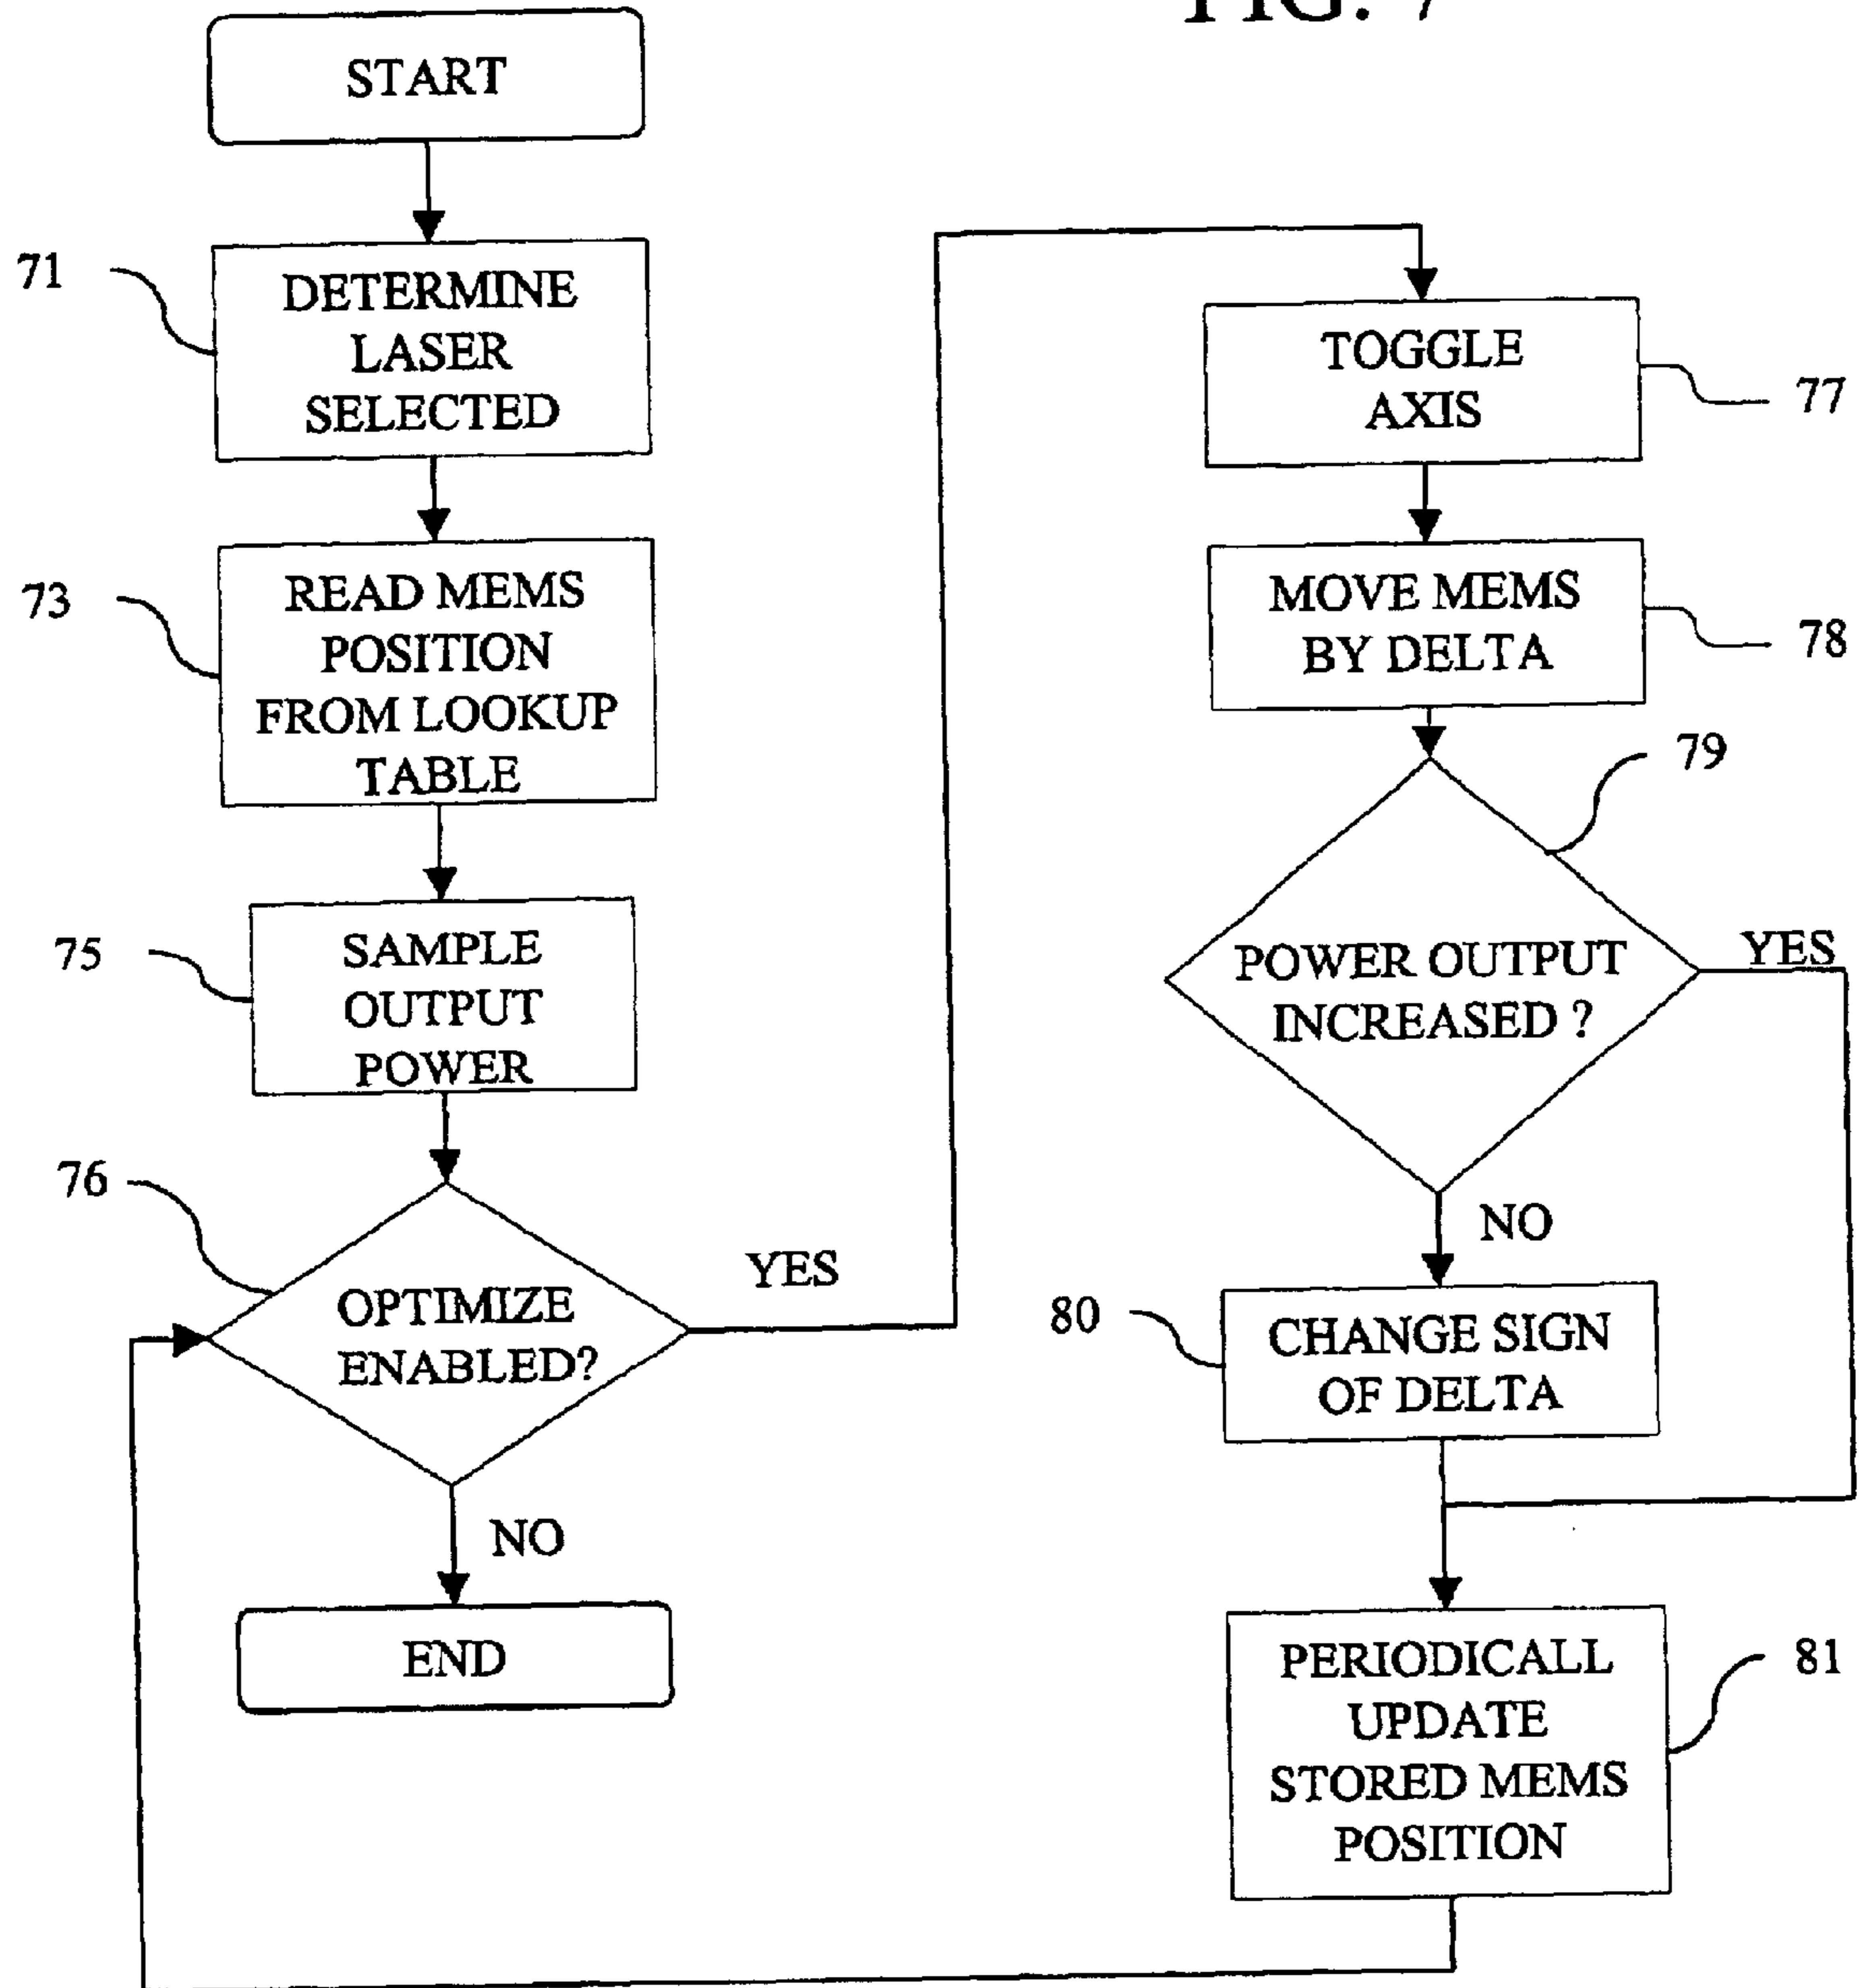 FIG. 7
START
71
DETERMINE
LASER
SELECTED
73
READ MEMS
POSITION
FROM LOOKUP
TABLE
75
SAMPLE
OUTPUT
POWER
76
OPTIMIZE
ENABLED?
YES
NO
END
TOGGLE
AXIS
77
MOVE MEMS
BY DELTA
78
79
POWER OUTPUT
INCREASED ?
YES
NO
80
CHANGE SIGN
OF DELTA
PERIODICALL
UPDATE
STORED MEMS
POSITION
81